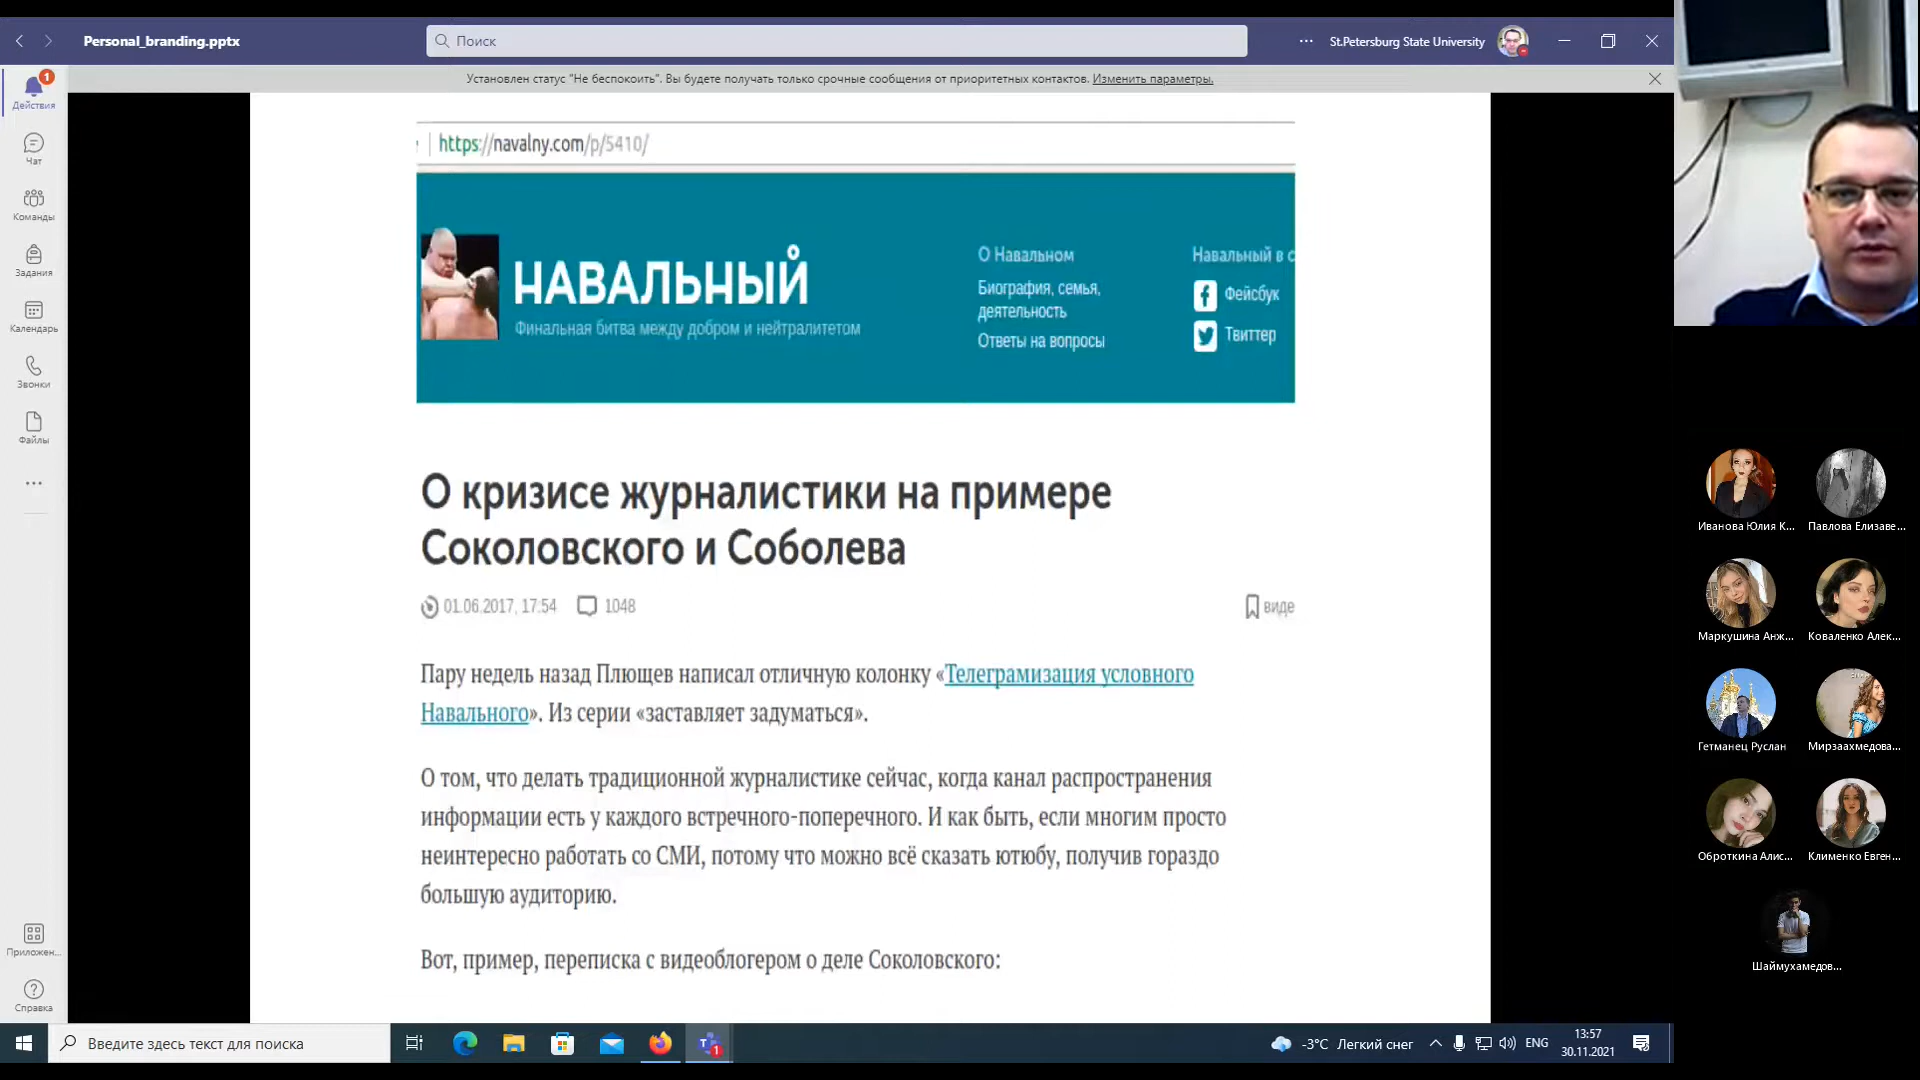 Personal_branding.pptx
Поиск
St.Petersburg State University
Установлен статус "Не беспокоить". Вы будете получать только срочные сообщения от приоритетных контактов. Изменить параметры.
1
Действия
Чат
Команды
Задания
Календарь
Звонки
Файлы
Приложен...
Справка
https://navalny.com/p/5410/
НАВАЛЬНЫЙ
Финальная битва между добром и нейтралитетом
О Навальном
Биография, семья,
деятельность
Ответы на вопросы
Навальный в с
Фейсбук
Твиттер
О кризисе журналистики на примере
Соколовского и Соболева
01.06.2017, 17:54 1048
виде
Пару недель назад Плющев написал отличную колонку «Телеграмизация условного
Навального». Из серии «заставляет задуматься».
О том, что делать традиционной журналистике сейчас, когда канал распространения
информации есть у каждого встречного-поперечного. И как быть, если многим просто
неинтересно работать со СМИ, потому что можно всё сказать ютюбу, получив гораздо
большую аудиторию.
Вот, пример, переписка с видеоблогером о деле Соколовского:
Иванова Юлия К...
Павлова Елизаве...
Маркушина Анж...
Коваленко Алек...
Гетманец Руслан
Мирзаахмедова...
Оброткина Алис...
Клименко Евген...
Шаймухамедов...
Введите здесь текст для поиска
1
-3°C Легкий снег
ENG
13:57
30.11.2021